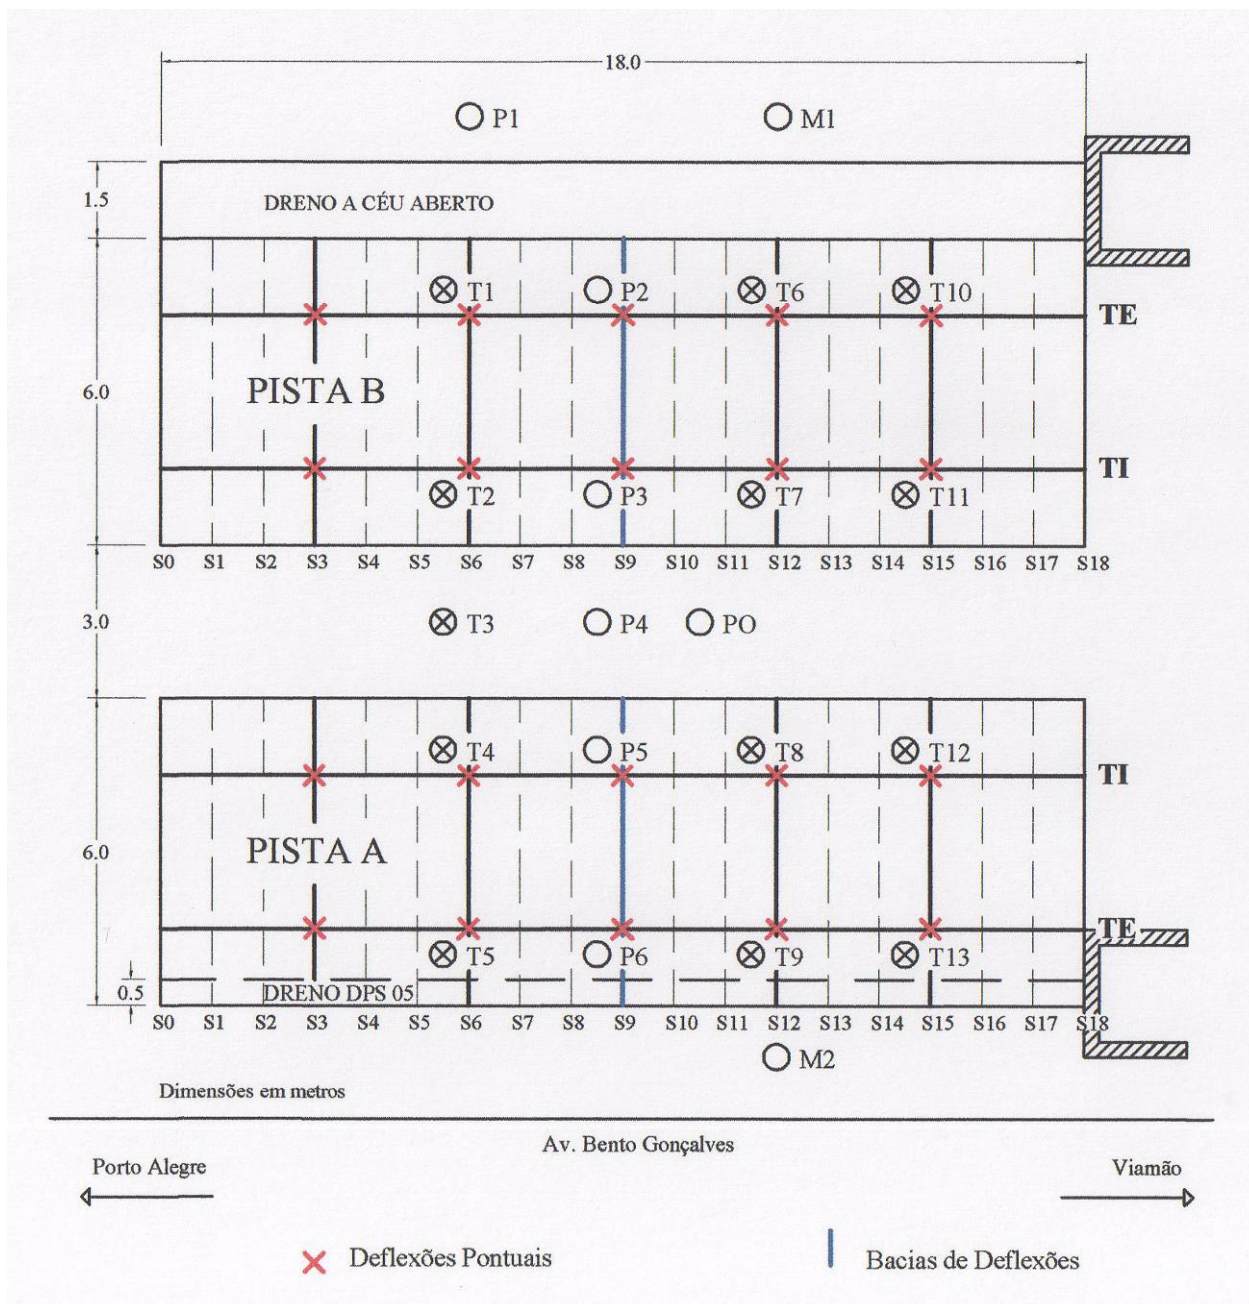 18.0
P1 M1
1.5
DRENO A CÉU ABERTO
T1 P2 T6 T10
TE
PISTA B
6.0
TI
T2 P3 T7 T11
S0 S1 S2 S3 S4 S5 S6 S7 S8 S9 S10 S11 S12 S13 S14 S15 S16 S17 S18
3.0
T3 P4 PO
T4 P5 T8 T12
TI
PISTA A
6.0
TE
T5 P6 T9 T13
0.5
DRENO DPS 05
S0 S1 S2 S3 S4 S5 S6 S7 S8 S9 S10 S11 S12 S13 S14 S15 S16 S17 S18
M2
Dimensões em metros
Av. Bento Gonçalves
Porto Alegre Viamão
Deflexões Pontuais Bacias de Deflexões